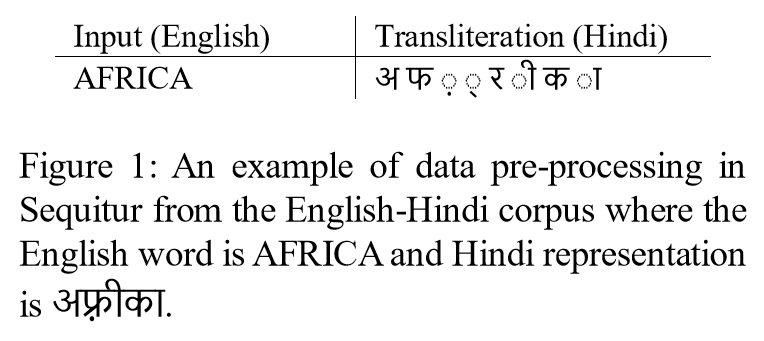 Input (English) Transliteration (Hindi)
AFRICA अ फ ़ ् र ी क ा
Figure 1: An example of data pre-processing in
Sequitur from the English-Hindi corpus where the
English word is AFRICA and Hindi representation
is अफ़्रीका.